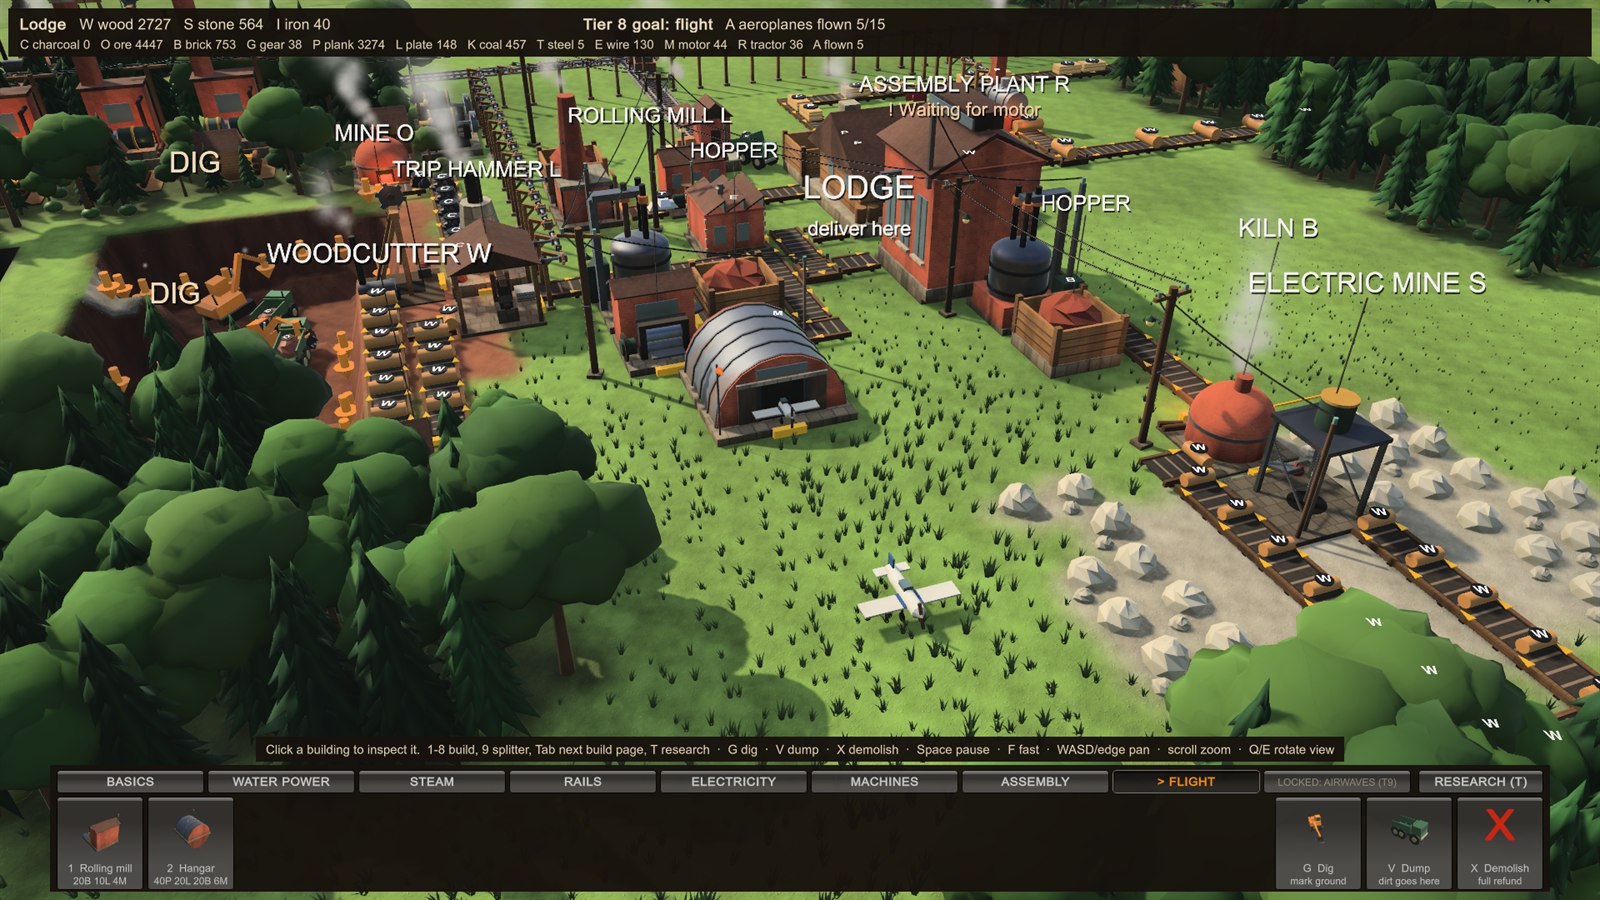 Lodge W wood 2727 S stone 564 I iron 40
Tier 8 goal: flight A aeroplanes flown 5/15
C charcoal 0 O ore 4447 B brick 753 G gear 38 P plank 3274 L plate 148 K coal 457 T steel 5 E wire 130 M motor 44 R tractor 36 A flown 5
ASSEMBLY PLANT R
! Waiting for motor
ROLLING MILL L
MINE O
HOPPER
DIG
TRIP HAMMER L
LODGE
deliver here
HOPPER
KILN B
WOODCUTTER W
ELECTRIC MINE S
DIG
Click a building to inspect it. 1-8 build, 9 splitter, Tab next build page, T research · G dig · V dump · X demolish · Space pause · F fast · WASD/edge pan · scroll zoom · Q/E rotate view
BASICS
WATER POWER
STEAM
RAILS
ELECTRICITY
MACHINES
ASSEMBLY
> FLIGHT
LOCKED: AIRWAVES (T9)
RESEARCH (T)
1 Rolling mill
20B 10L 4M
2 Hangar
40P 20L 20B 6M
G Dig
mark ground
V Dump
dirt goes here
X Demolish
full refund